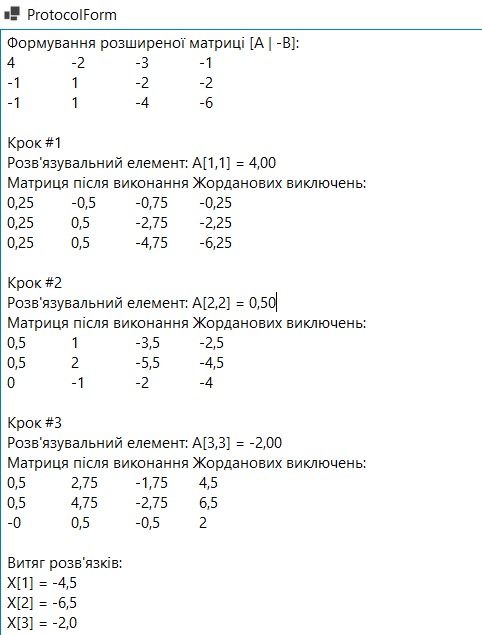 ProtocolForm
Формування розширеної матриці [A | -B]:
4 -2 -3 -1
-1 1 -2 -2
-1 1 -4 -6
Крок #1
Розв'язувальний елемент: A[1,1] = 4,00
Матриця після виконання Жорданових виключень:
0,25 -0,5 -0,75 -0,25
0,25 0,5 -2,75 -2,25
0,25 0,5 -4,75 -6,25
Крок #2
Розв'язувальний елемент: A[2,2] = 0,50
Матриця після виконання Жорданових виключень:
0,5 1 -3,5 -2,5
0,5 2 -5,5 -4,5
0 -1 -2 -4
Крок #3
Розв'язувальний елемент: A[3,3] = -2,00
Матриця після виконання Жорданових виключень:
0,5 2,75 -1,75 4,5
0,5 4,75 -2,75 6,5
-0 0,5 -0,5 2
Витяг розв'язків:
X[1] = -4,5
X[2] = -6,5
X[3] = -2,0